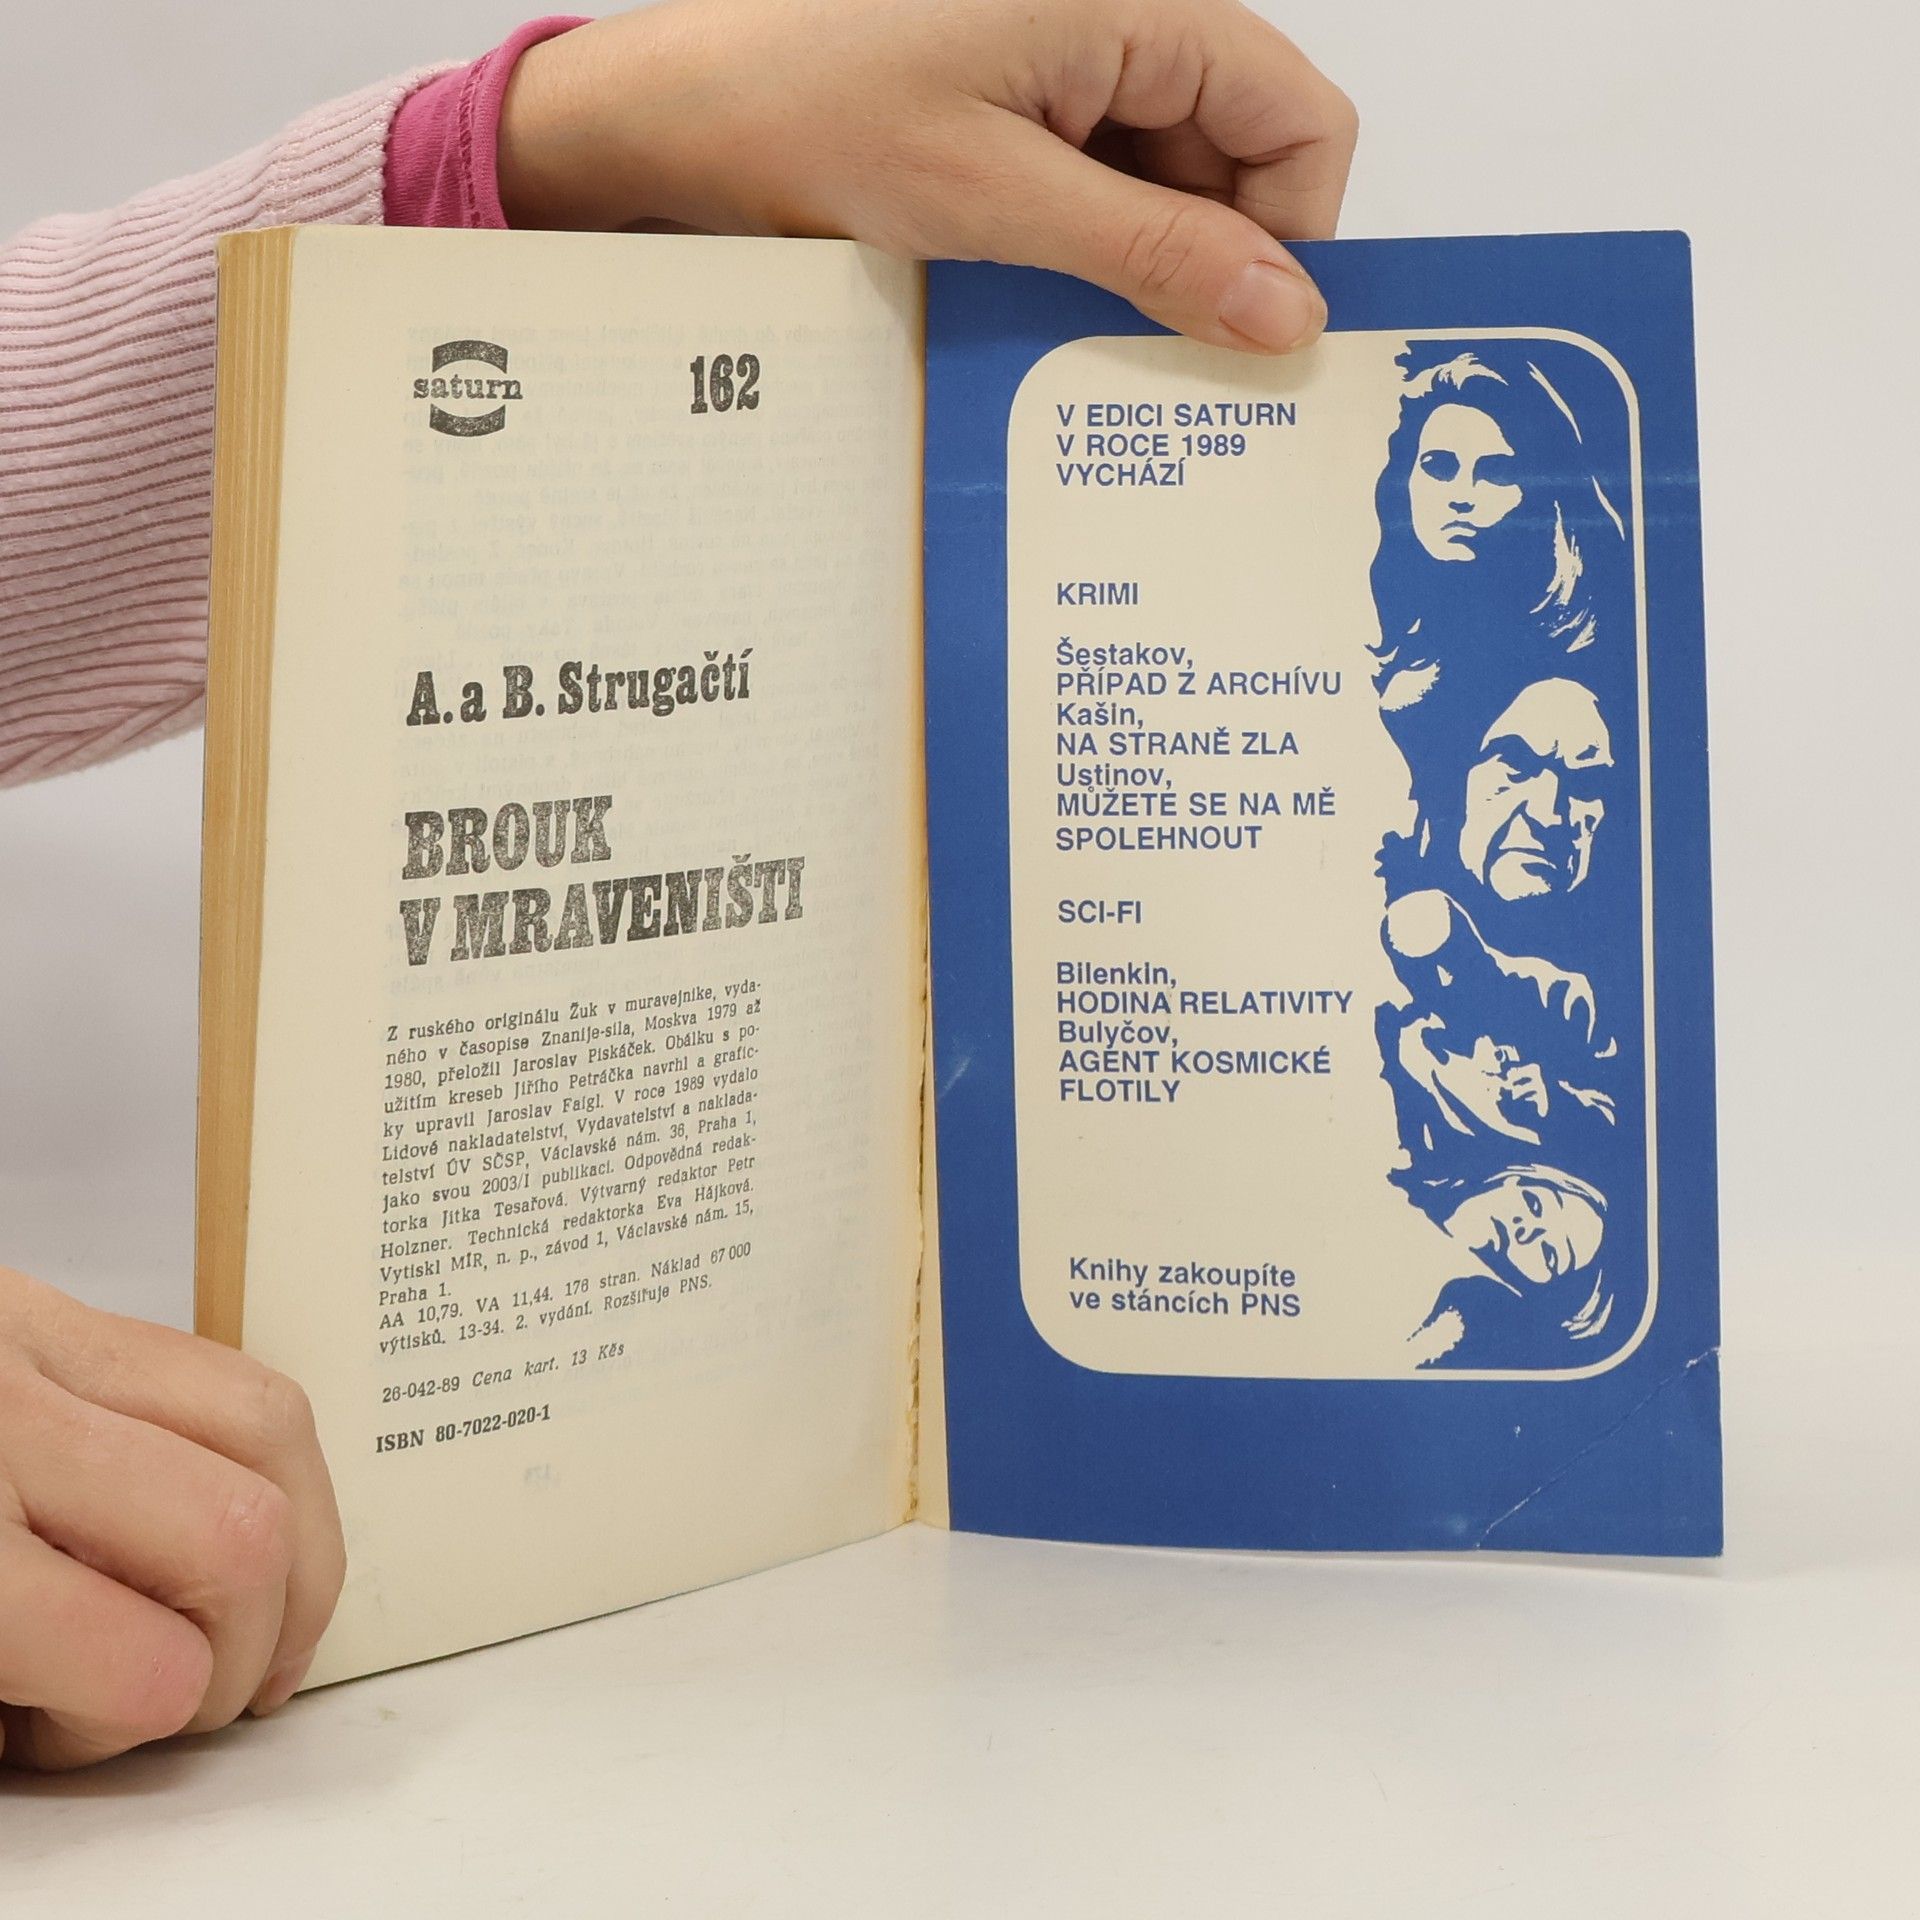 saturn
162
A. a B. Strugačtí
BROUK
V MRAVENIŠTI
Z ruského originálu Žuk v muravejnike, vyda-
ného v časopise Znanije-sila, Moskva 1979 až
1980, přeložil Jaroslav Piskáček. Obálku s po-
užitím kreseb Jiřího Petráčka navrhl a grafic-
ky upravil Jaroslav Faigl. V roce 1989 vydalo
Lidové nakladatelství, Vydavatelství a naklada-
telství ÚV SČSP, Václavské nám. 36, Praha 1,
jako svou 2003/I publikaci. Odpovědná redak-
torka Jitka Tesařová. Výtvarný redaktor Petr
Holzner. Technická redaktorka Eva Hájková.
Vytiskl MÍR, n. p., závod 1, Václavské nám. 15,
Praha 1.
AA 10,79. VA 11,44. 176 stran. Náklad 67 000
výtisků. 13-34. 2. vydání. Rozšiřuje PNS.
26-042-89 Cena kart. 13 Kčs
ISBN 80-7022-020-1
V EDICI SATURN
V ROCE 1989
VYCHÁZÍ
KRIMI
Šestakov,
PŘÍPAD Z ARCHÍVU
Kašin,
NA STRANĚ ZLA
Ustinov,
MŮŽETE SE NA MĚ
SPOLEHNOUT
SCI-FI
Bilenkin,
HODINA RELATIVITY
Bulyčov,
AGENT KOSMICKÉ
FLOTILY
Knihy zakoupíte
ve stáncích PNS